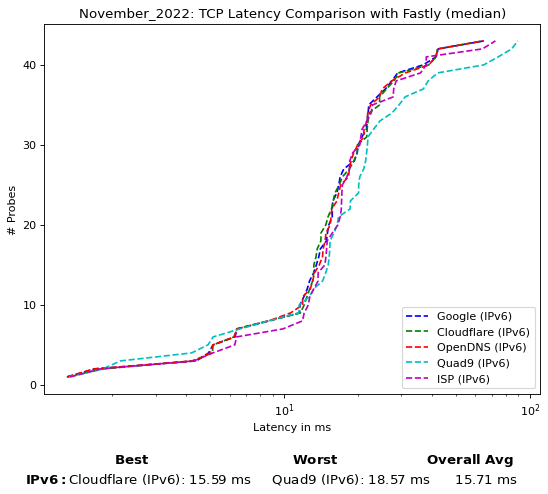 November_2022: TCP Latency Comparison with Fastly (median)
# Probes
40
30
20
10
0
Google (IPv6)
Cloudflare (IPv6)
OpenDNS (IPv6)
Quad9 (IPv6)
ISP (IPv6)
10¹ 10²
Latency in ms
Best Worst Overall Avg
IPv6: Cloudflare (IPv6): 15.59 ms Quad9 (IPv6): 18.57 ms 15.71 ms